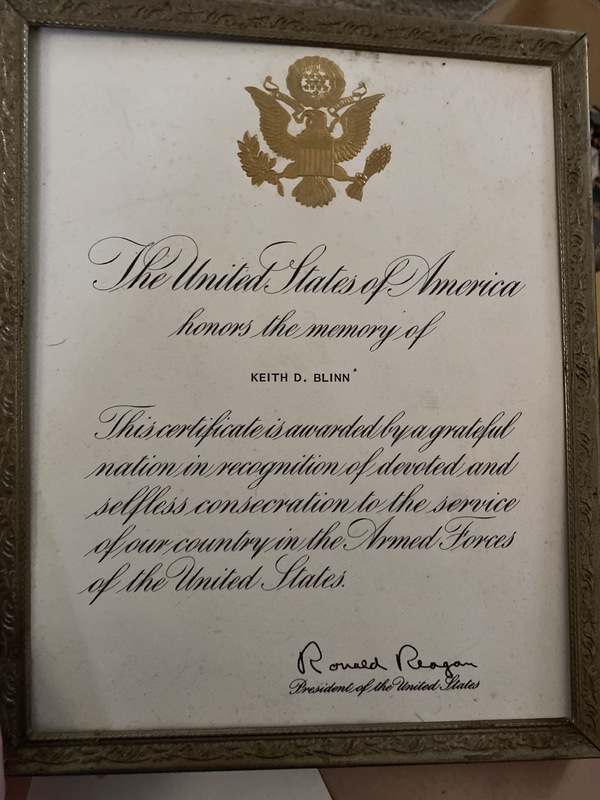 The United States of America
honors the memory of
KEITH D. BLINN
This certificate is awarded by a grateful
nation in recognition of devoted and
selfless consecration to the service
of our country in the Armed Forces
of the United States.
Ronald Reagan
President of the United States